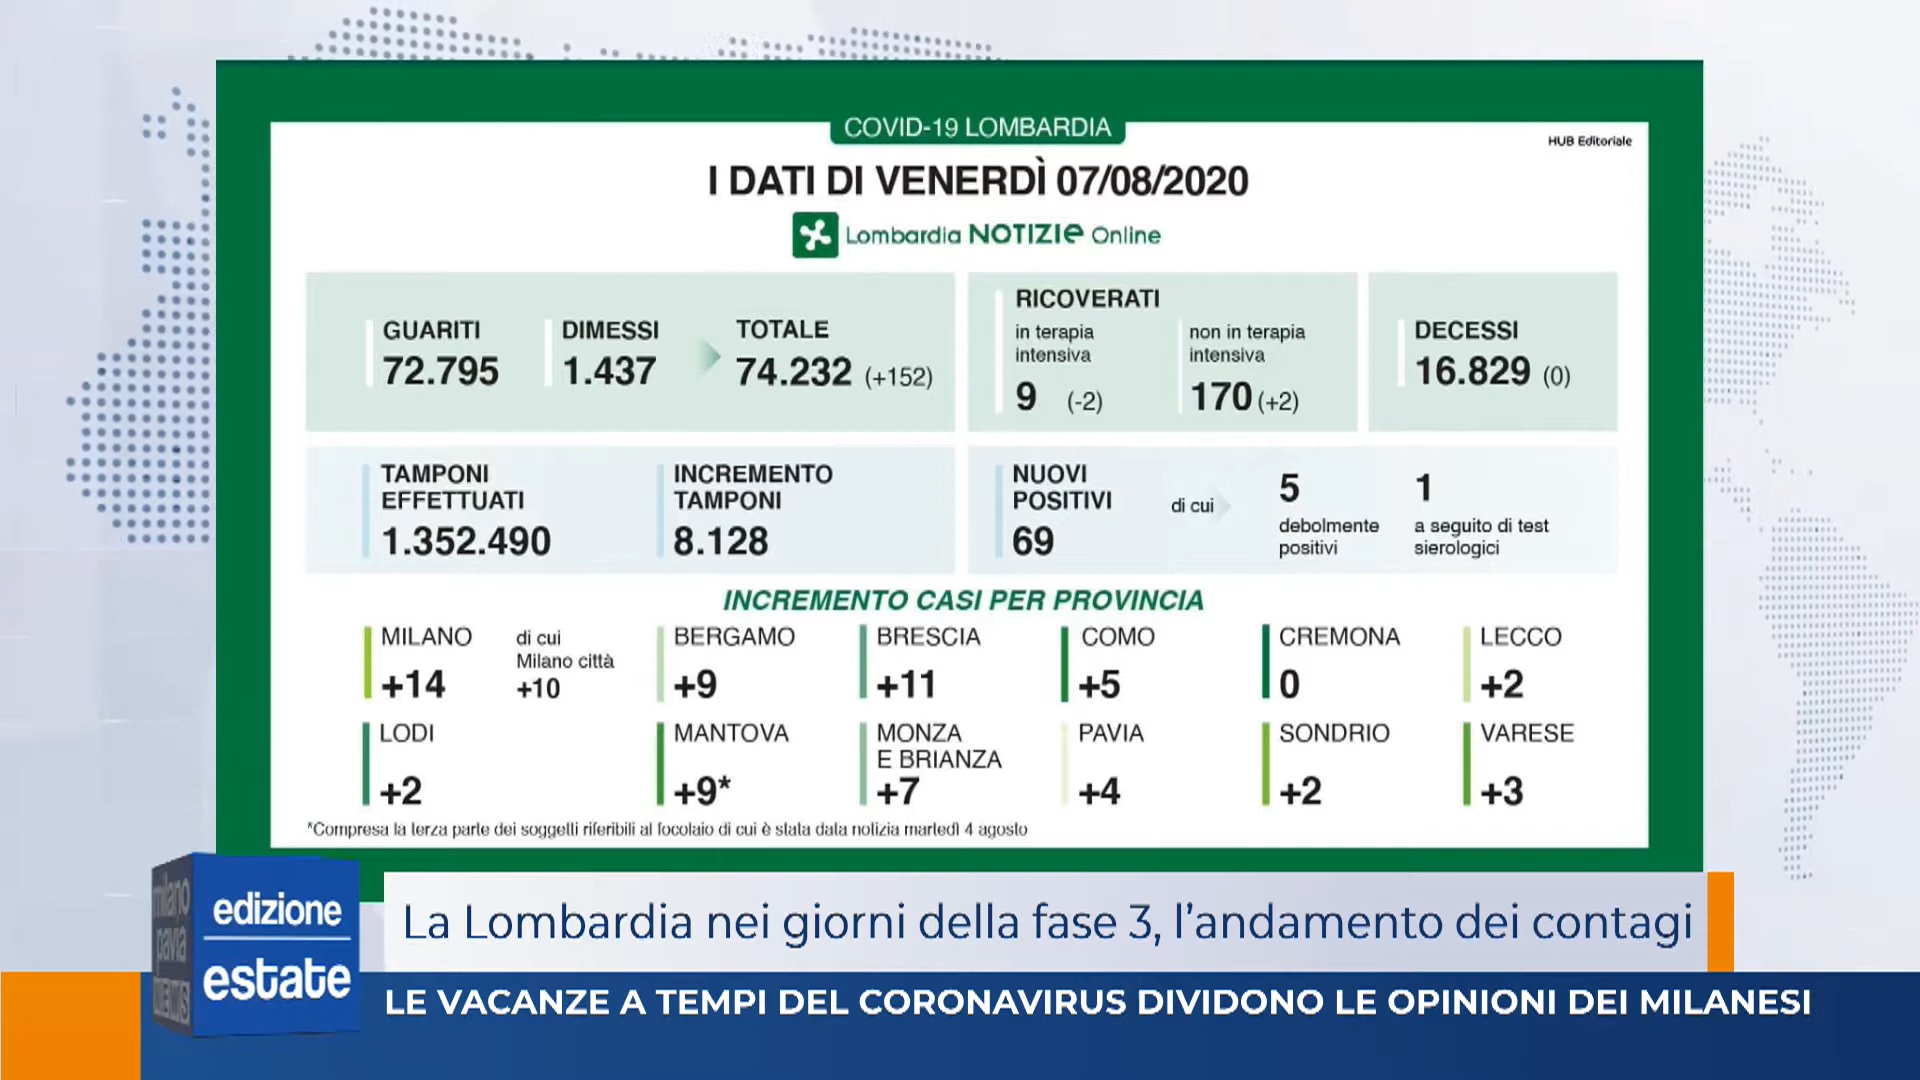 COVID-19 LOMBARDIA
HUB Editoriale
I DATI DI VENERDÌ 07/08/2020
Lombardia NOTIZIE Online
GUARITI
72.795
DIMESSI
1.437
TOTALE
74.232 (+152)
RICOVERATI
in terapia
intensiva
9 (-2)
non in terapia
intensiva
170 (+2)
DECESSI
16.829 (0)
TAMPONI
EFFETTUATI
1.352.490
INCREMENTO
TAMPONI
8.128
NUOVI
POSITIVI
69
di cui
5
debolmente
positivi
1
a seguito di test
sierologici
INCREMENTO CASI PER PROVINCIA
MILANO
+14
di cui
Milano città
+10
BERGAMO
+9
BRESCIA
+11
COMO
+5
CREMONA
0
LECCO
+2
LODI
+2
MANTOVA
+9*
MONZA
E BRIANZA
+7
PAVIA
+4
SONDRIO
+2
VARESE
+3
*Compresa la terza parte dei soggetti riferibili al focolaio di cui è stata data notizia martedì 4 agosto
milano
pavia
NEWS
edizione
estate
La Lombardia nei giorni della fase 3, l'andamento dei contagi
LE VACANZE A TEMPI DEL CORONAVIRUS DIVIDONO LE OPINIONI DEI MILANESI